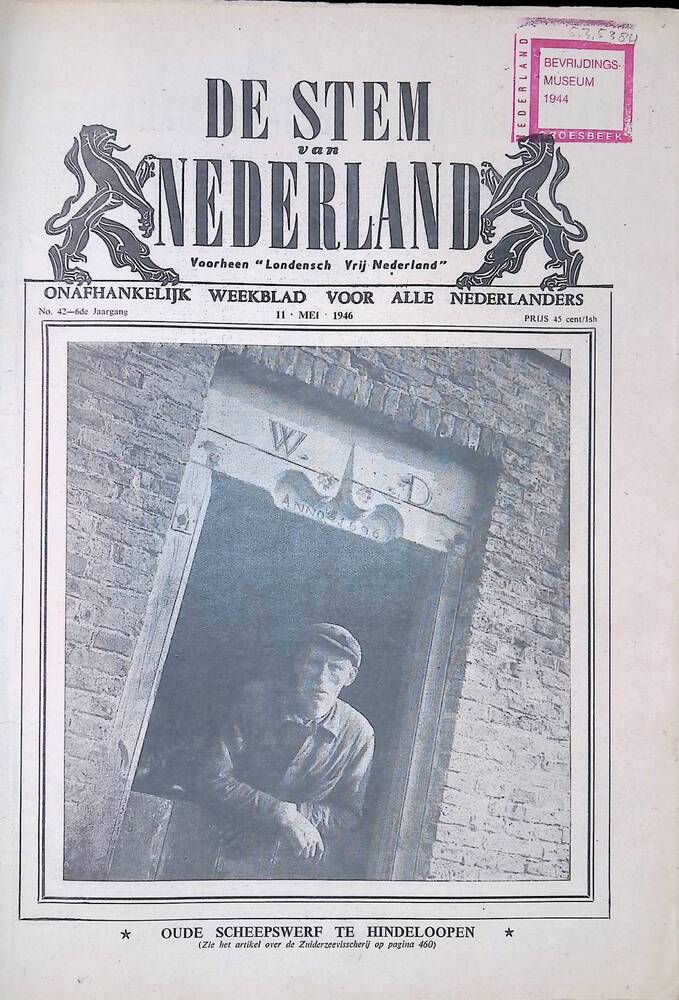 5.3.5384
NEDERLAND
BEVRIJDINGS-
MUSEUM
1944
GROESBEEK
DE STEM
van
NEDERLAND
Voorheen "Londensch Vrij Nederland"
ONAFHANKELIJK WEEKBLAD VOOR ALLE NEDERLANDERS
No. 42—6de Jaargang
11 · MEI · 1946
PRIJS 45 cent/1sh
W D
ANNO 1696
★ OUDE SCHEEPSWERF TE HINDELOOPEN ★
(Zie het artikel over de Zuiderzeevisscherij op pagina 460)